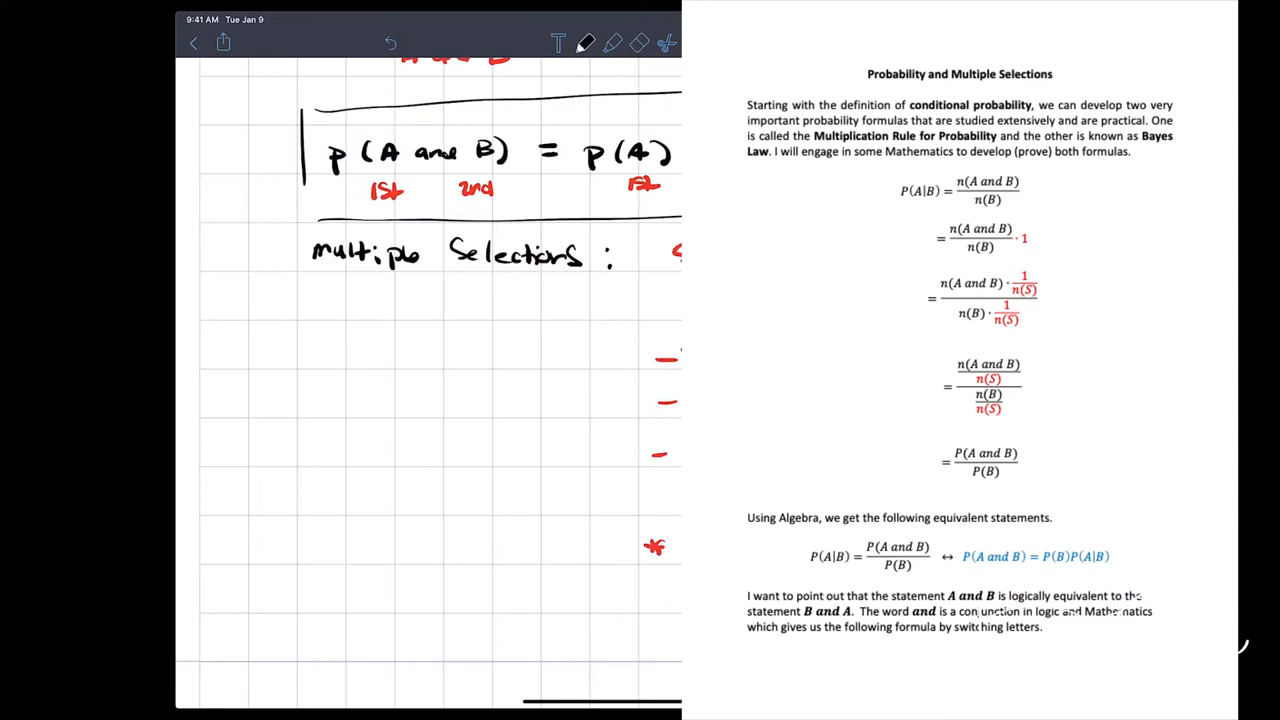 9:41 AM Tue Jan 9
P(A and B) = P(A)
1st 2nd 1st
Multiple Selections :
Probability and Multiple Selections
Starting with the definition of conditional probability, we can develop two very
important probability formulas that are studied extensively and are practical. One
is called the Multiplication Rule for Probability and the other is known as Bayes
Law. I will engage in some Mathematics to develop (prove) both formulas.
P(A|B) = n(A and B) / n(B)
= n(A and B) / n(B) · 1
= n(A and B) · 1/n(S) / n(B) · 1/n(S)
= n(A and B)/n(S) / n(B)/n(S)
= P(A and B) / P(B)
Using Algebra, we get the following equivalent statements.
P(A|B) = P(A and B) / P(B) ↔ P(A and B) = P(B)P(A|B)
I want to point out that the statement A and B is logically equivalent to the
statement B and A. The word and is a conjunction in logic and Mathematics
which gives us the following formula by switching letters.